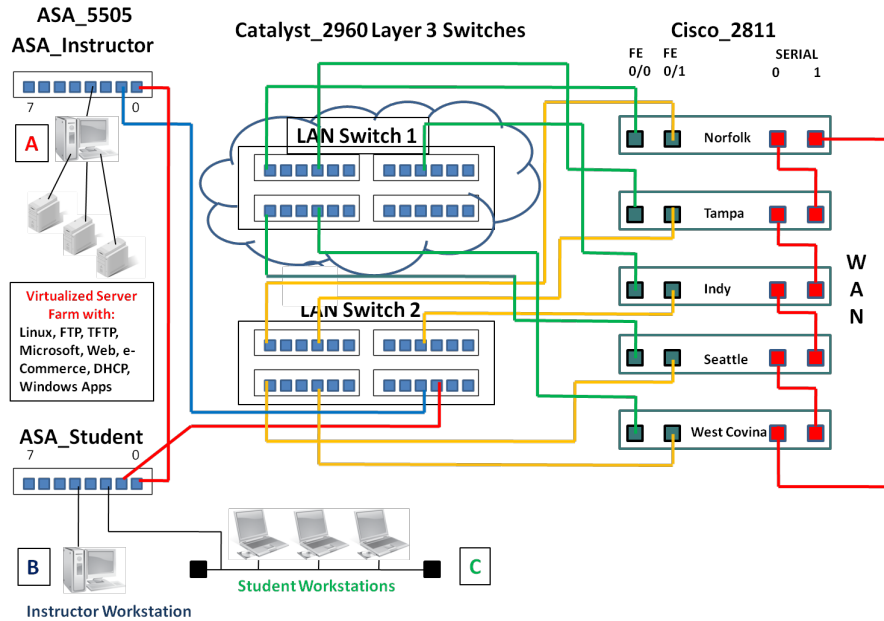 ASA_5505
ASA_Instructor
Catalyst_2960 Layer 3 Switches
Cisco_2811
FE FE SERIAL
0/0 0/1 0 1
7 0
A
LAN Switch 1
Norfolk
Tampa
Indy
Seattle
West Covina
W
A
N
Virtualized Server
Farm with:
Linux, FTP, TFTP,
Microsoft, Web, e-
Commerce, DHCP,
Windows Apps
LAN Switch 2
ASA_Student
7 0
B
Instructor Workstation
Student Workstations
C